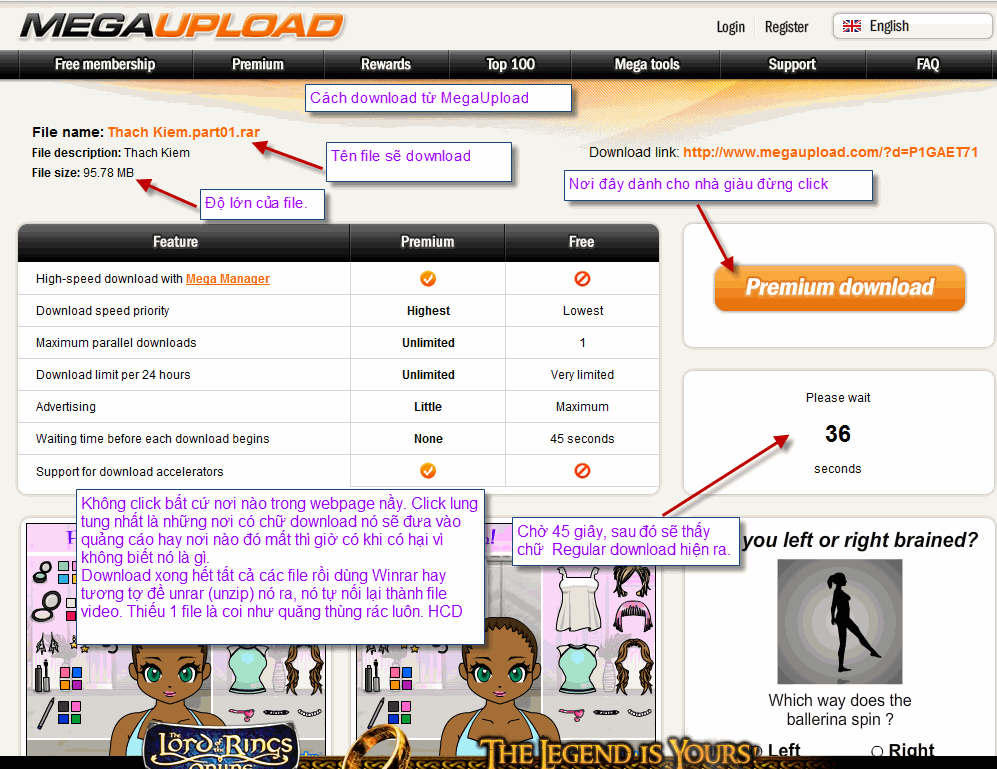 MEGAUPLOAD
Login Register English
Free membership Premium Rewards Top 100 Mega tools Support FAQ
Cách download từ MegaUpload
File name: Thach Kiem.part01.rar
File description: Thach Kiem
File size: 95.78 MB
Tên file sẽ download
Độ lớn của file.
Download link: http://www.megaupload.com/?d=P1GAET71
Nơi đây dành cho nhà giàu đừng click
Premium download
Feature Premium Free
High-speed download with Mega Manager
Download speed priority Highest Lowest
Maximum parallel downloads Unlimited 1
Download limit per 24 hours Unlimited Very limited
Advertising Little Maximum
Waiting time before each download begins None 45 seconds
Support for download accelerators
Please wait
36
seconds
Không click bất cứ nơi nào trong webpage nầy. Click lung
tung nhất là những nơi có chữ download nó sẽ đưa vào
quảng cáo hay nơi nào đó mất thì giờ có khi có hại vì
không biết nó là gì.
Download xong hết tất cả các file rồi dùng Winrar hay
tương tợ để unrar (unzip) nó ra, nó tự nối lại thành file
video. Thiếu 1 file là coi như quăng thùng rác luôn. HCD
Chờ 45 giây, sau đó sẽ thấy
chữ Regular download hiện ra.
you left or right brained?
Which way does the
ballerina spin ?
Left Right
The Lord of the Rings
Online
The Legend is Yours